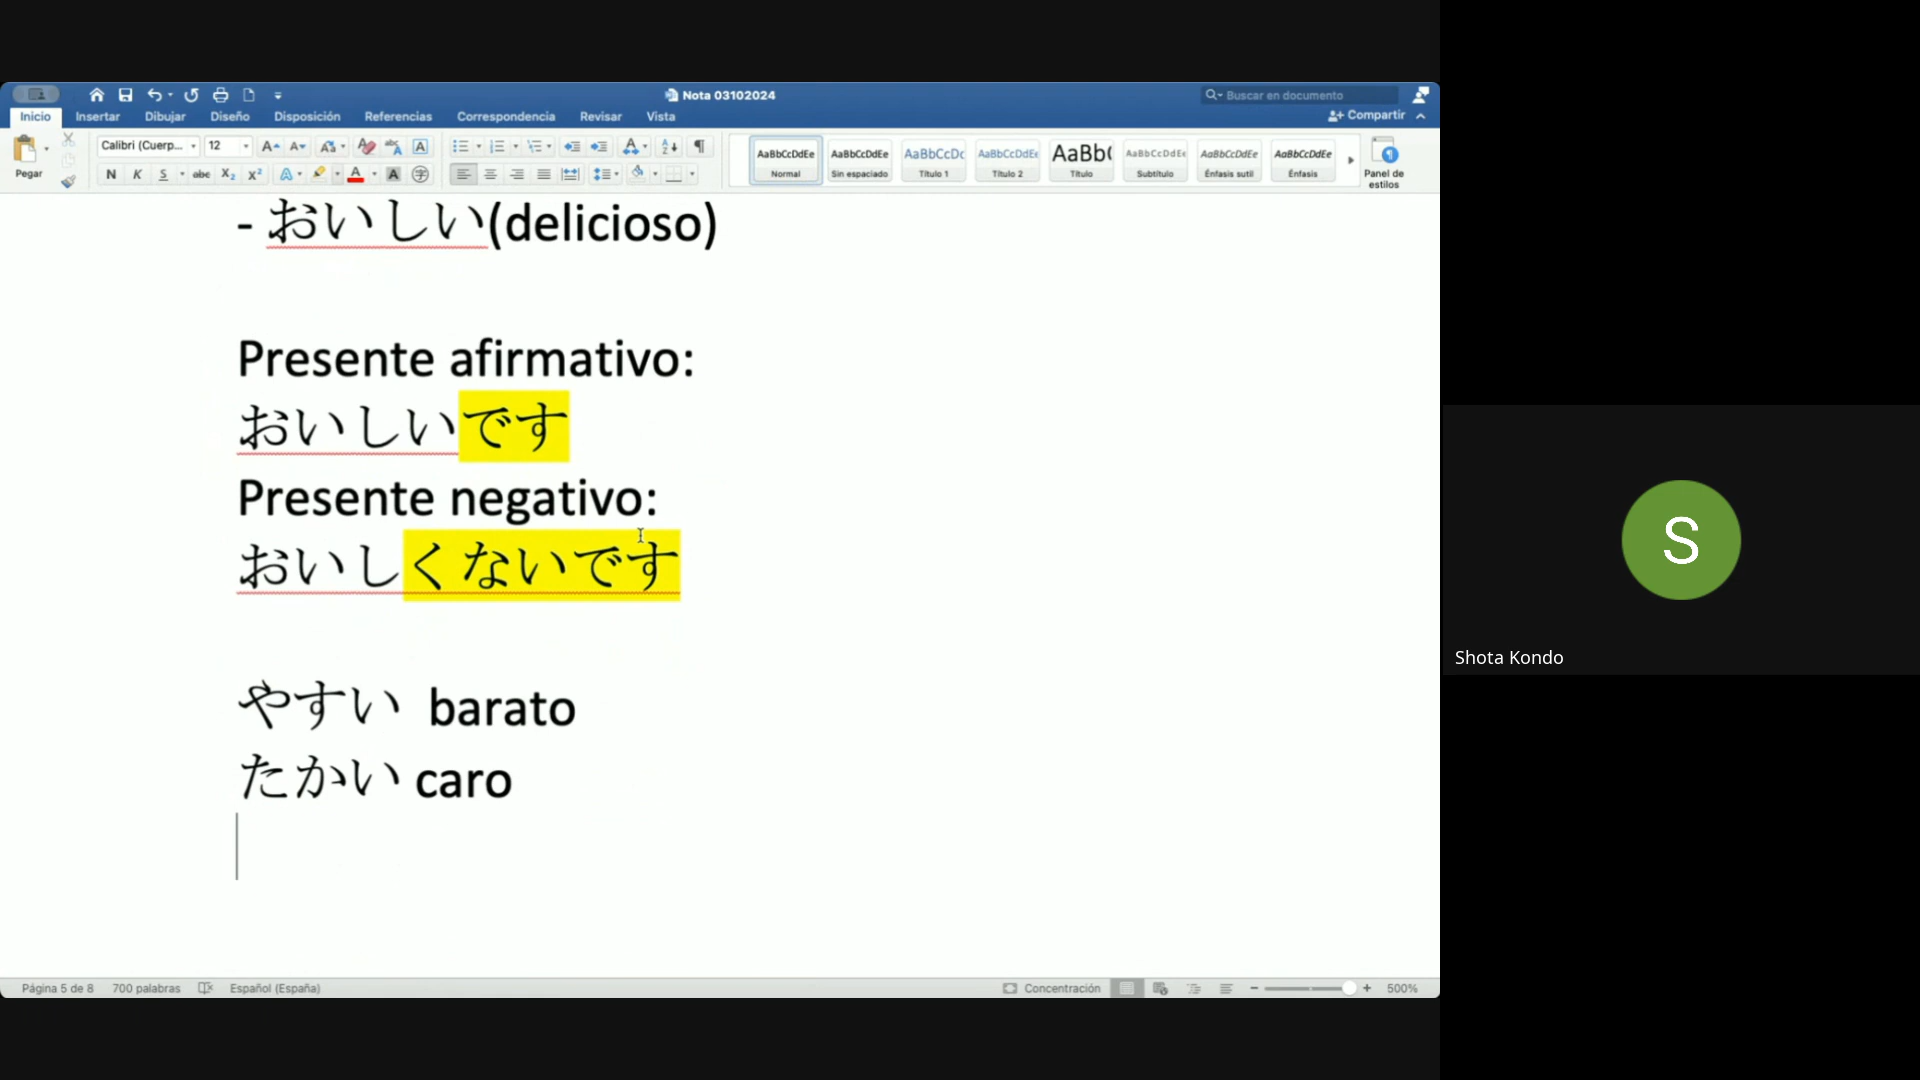 Nota 03102024
Buscar en documento
Inicio Insertar Dibujar Diseño Disposición Referencias Correspondencia Revisar Vista
Compartir
Pegar
Calibri (Cuerp... 12
N K S abc X₂ X²
AaBbCcDdEe AaBbCcDdEe AaBbCcDc AaBbCcDdEe AaBb( AaBbCcDdEe AaBbCcDdEe AaBbCcDdEe
Normal Sin espaciado Título 1 Título 2 Título Subtítulo Énfasis sutil Énfasis
Panel de
estilos
- おいしい(delicioso)
Presente afirmativo:
おいしいです
Presente negativo:
おいしくないです
やすい barato
たかい caro
Página 5 de 8 700 palabras Español (España) Concentración 500%
S
Shota Kondo